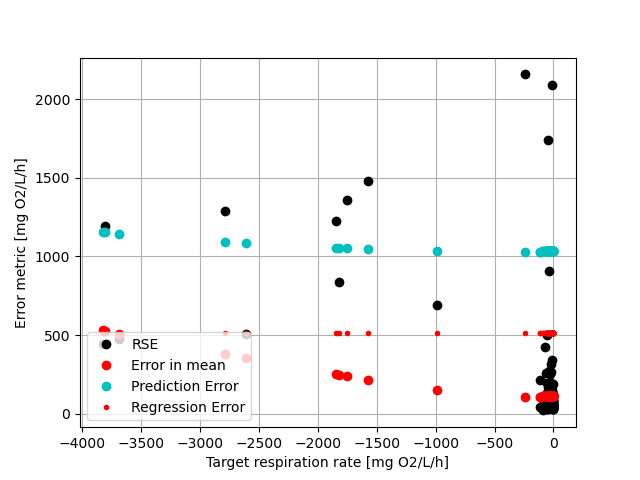 Error metric [mg O2/L/h]
2000
1500
1000
500
0
RSE
Error in mean
Prediction Error
Regression Error
−4000 −3500 −3000 −2500 −2000 −1500 −1000 −500 0
Target respiration rate [mg O2/L/h]